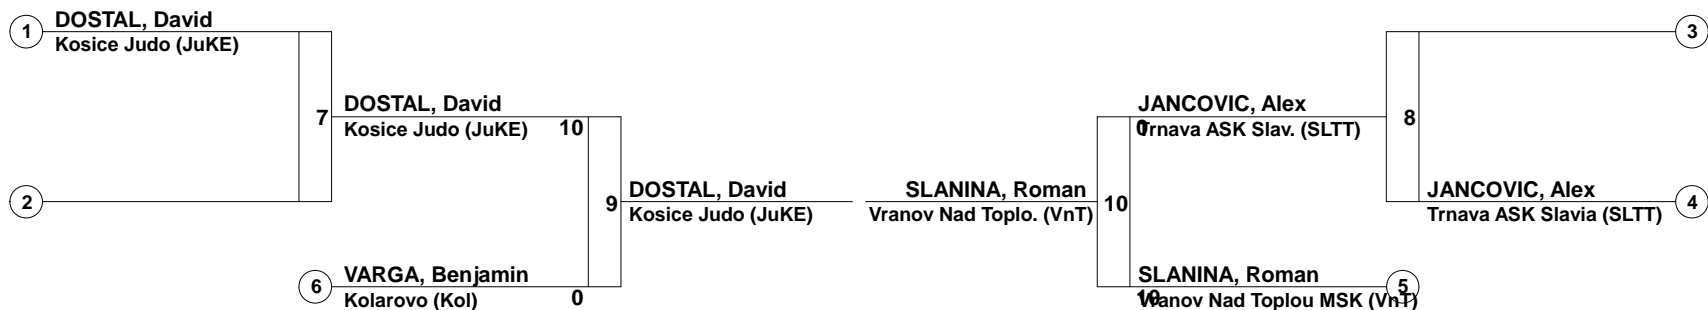 DOSTAL, David
1
3
Kosice Judo (JuKE)
DOSTAL, David
JANCOVIC, Alex
7
8
Kosice Judo (JuKE)
10
0
Trnava ASK Slav. (SLTT)
DOSTAL, David
SLANINA, Roman
JANCOVIC, Alex
2
9
10
4
Kosice Judo (JuKE)
Vranov Nad Toplo. (VnT)
Trnava ASK Slavia (SLTT)
VARGA, Benjamin
SLANINA, Roman
6
5
Kolarovo (Kol)
0
10
Vranov Nad Toplou MSK (VnT)